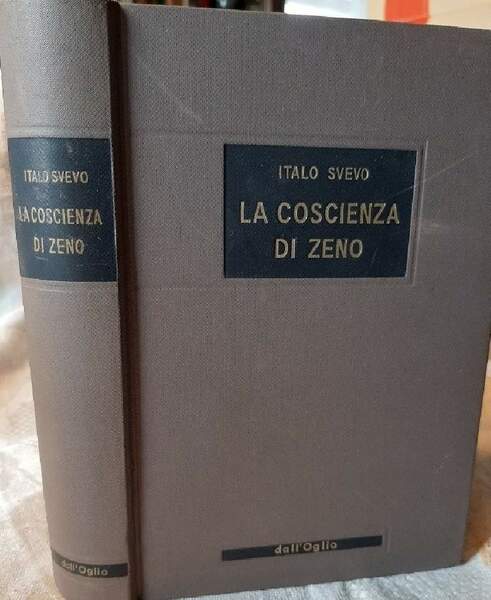 ITALO SVEVO
LA COSCIENZA
DI ZENO
dall'Oglio
ITALO SVEVO
LA COSCIENZA
DI ZENO
dall'Oglio